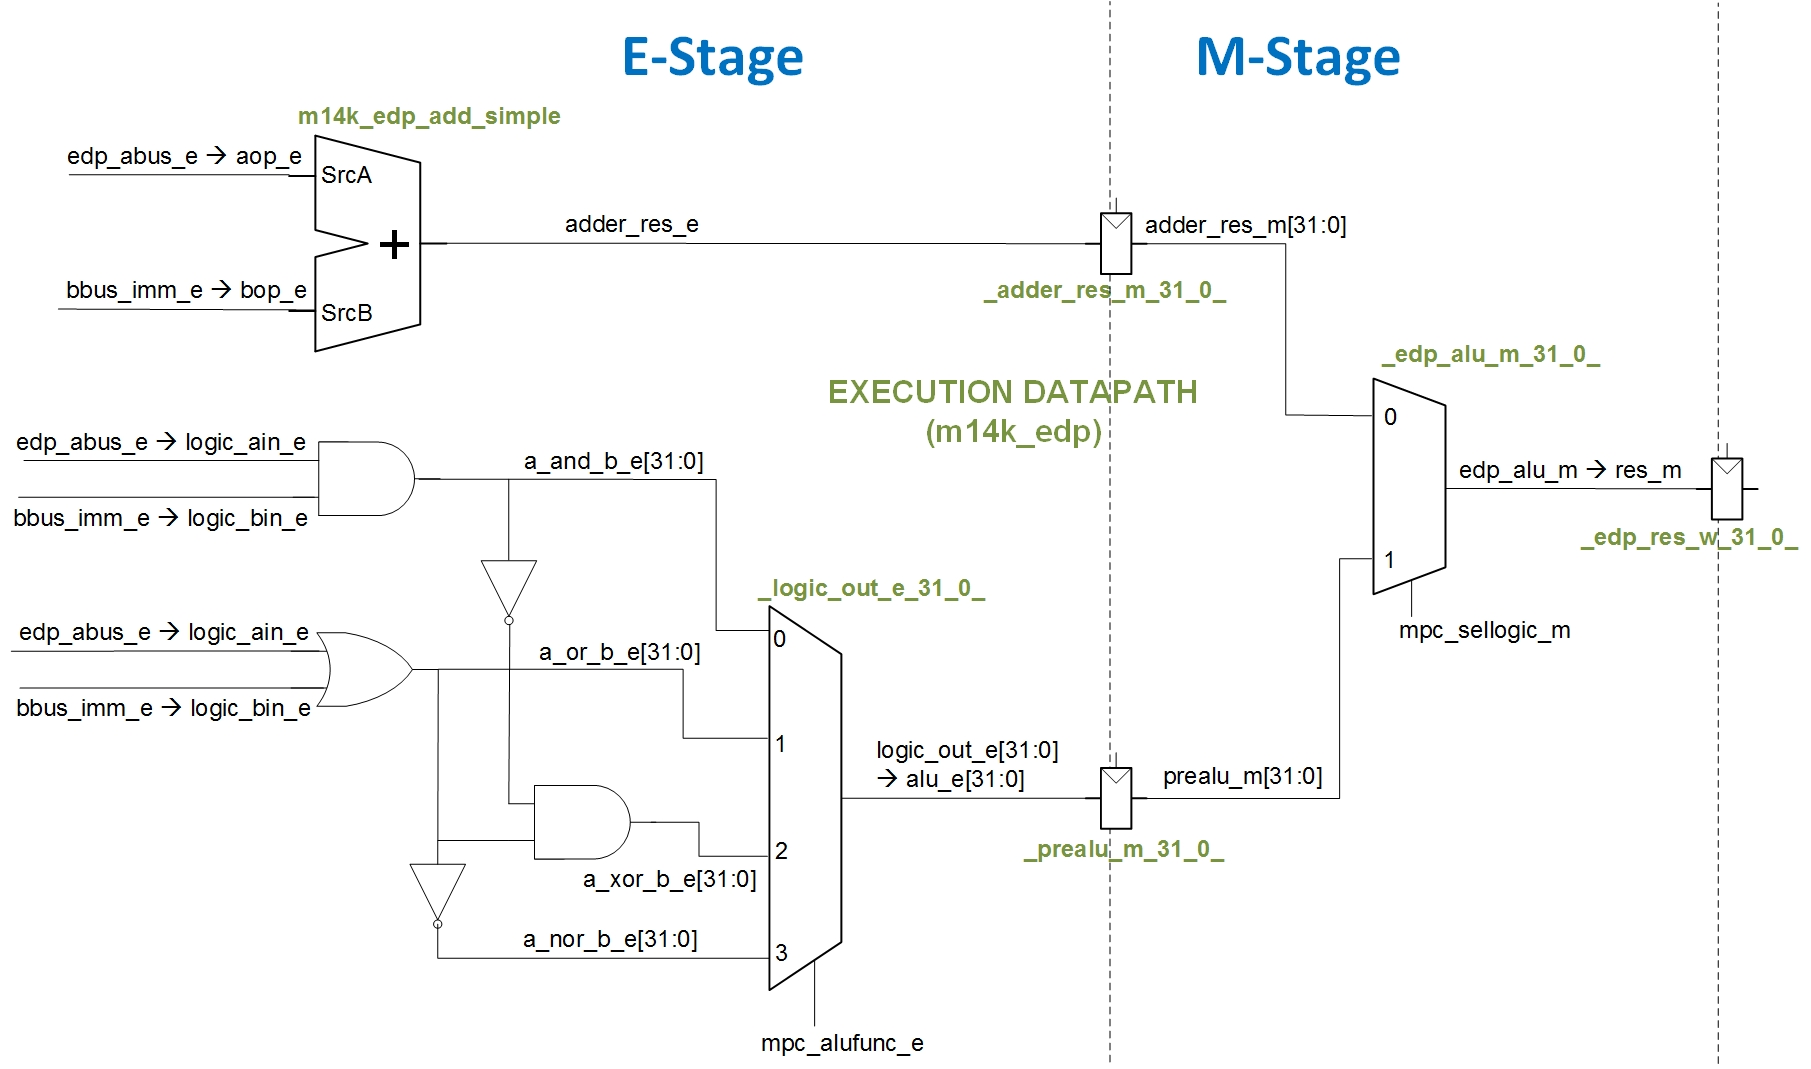 E-Stage
M-Stage
m14k_edp_add_simple
edp_abus_e → aop_e
SrcA
+
adder_res_e
adder_res_m[31:0]
bbus_imm_e → bop_e
SrcB
_adder_res_m_31_0_
_edp_alu_m_31_0_
EXECUTION DATAPATH
(m14k_edp)
0
edp_abus_e → logic_ain_e
a_and_b_e[31:0]
edp_alu_m → res_m
bbus_imm_e → logic_bin_e
_edp_res_w_31_0_
1
_logic_out_e_31_0_
mpc_sellogic_m
edp_abus_e → logic_ain_e
0
a_or_b_e[31:0]
bbus_imm_e → logic_bin_e
1
logic_out_e[31:0]
→ alu_e[31:0]
prealu_m[31:0]
2
_prealu_m_31_0_
a_xor_b_e[31:0]
a_nor_b_e[31:0]
3
mpc_alufunc_e